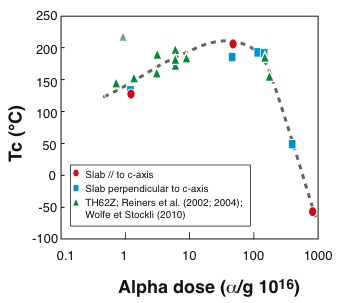 250
200
150
100
50
0
-50
-100
Tc (°C)
Slab // to c-axis
Slab perpendicular to c-axis
TH62Z; Reiners et al. (2002; 2004);
Wolfe et Stockli (2010)
0.1 1 10 100 1000
Alpha dose (α/g 10¹⁶)